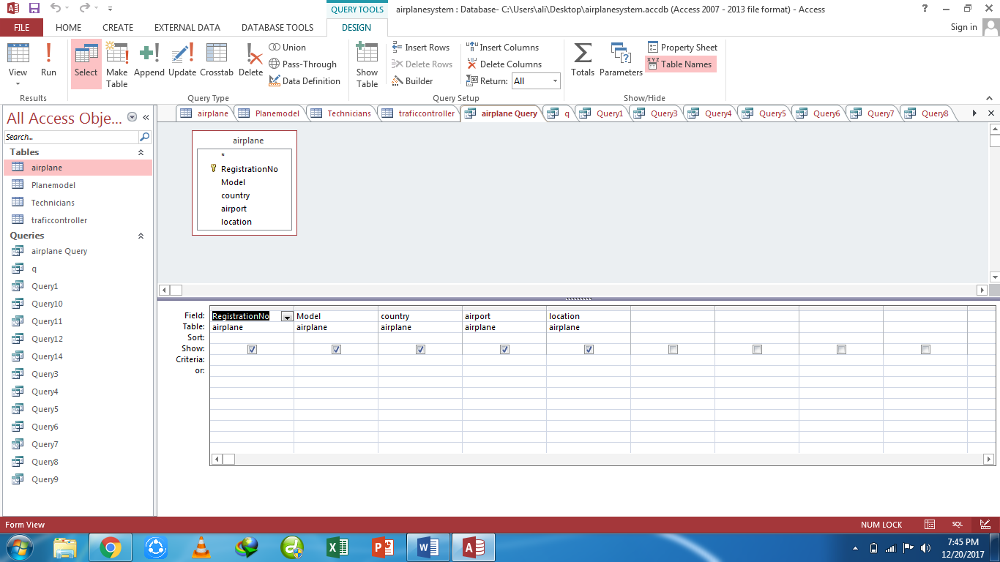 QUERY TOOLS airplanesystem : Database- C:\Users\ali\Desktop\airplanesystem.accdb (Access 2007 - 2013 file format) - Access
FILE HOME CREATE EXTERNAL DATA DATABASE TOOLS DESIGN Sign in
View Run Select Make Table Append Update Crosstab Delete
Union
Pass-Through
Data Definition
Show Table
Insert Rows
Delete Rows
Builder
Insert Columns
Delete Columns
Return: All
Totals Parameters
Property Sheet
XYZ Table Names
Results Query Type Query Setup Show/Hide
All Access Obje...
Search...
Tables
airplane
Planemodel
Technicians
traficcontroller
Queries
airplane Query
q
Query1
Query10
Query11
Query12
Query14
Query3
Query4
Query5
Query6
Query7
Query8
Query9
airplane Planemodel Technicians traficcontroller airplane Query q Query1 Query3 Query4 Query5 Query6 Query7 Query8
airplane
*
RegistrationNo
Model
country
airport
location
Field: RegistrationNo Model country airport location
Table: airplane airplane airplane airplane airplane
Sort:
Show:
Criteria:
or:
Form View NUM LOCK SQL
7:45 PM
12/20/2017